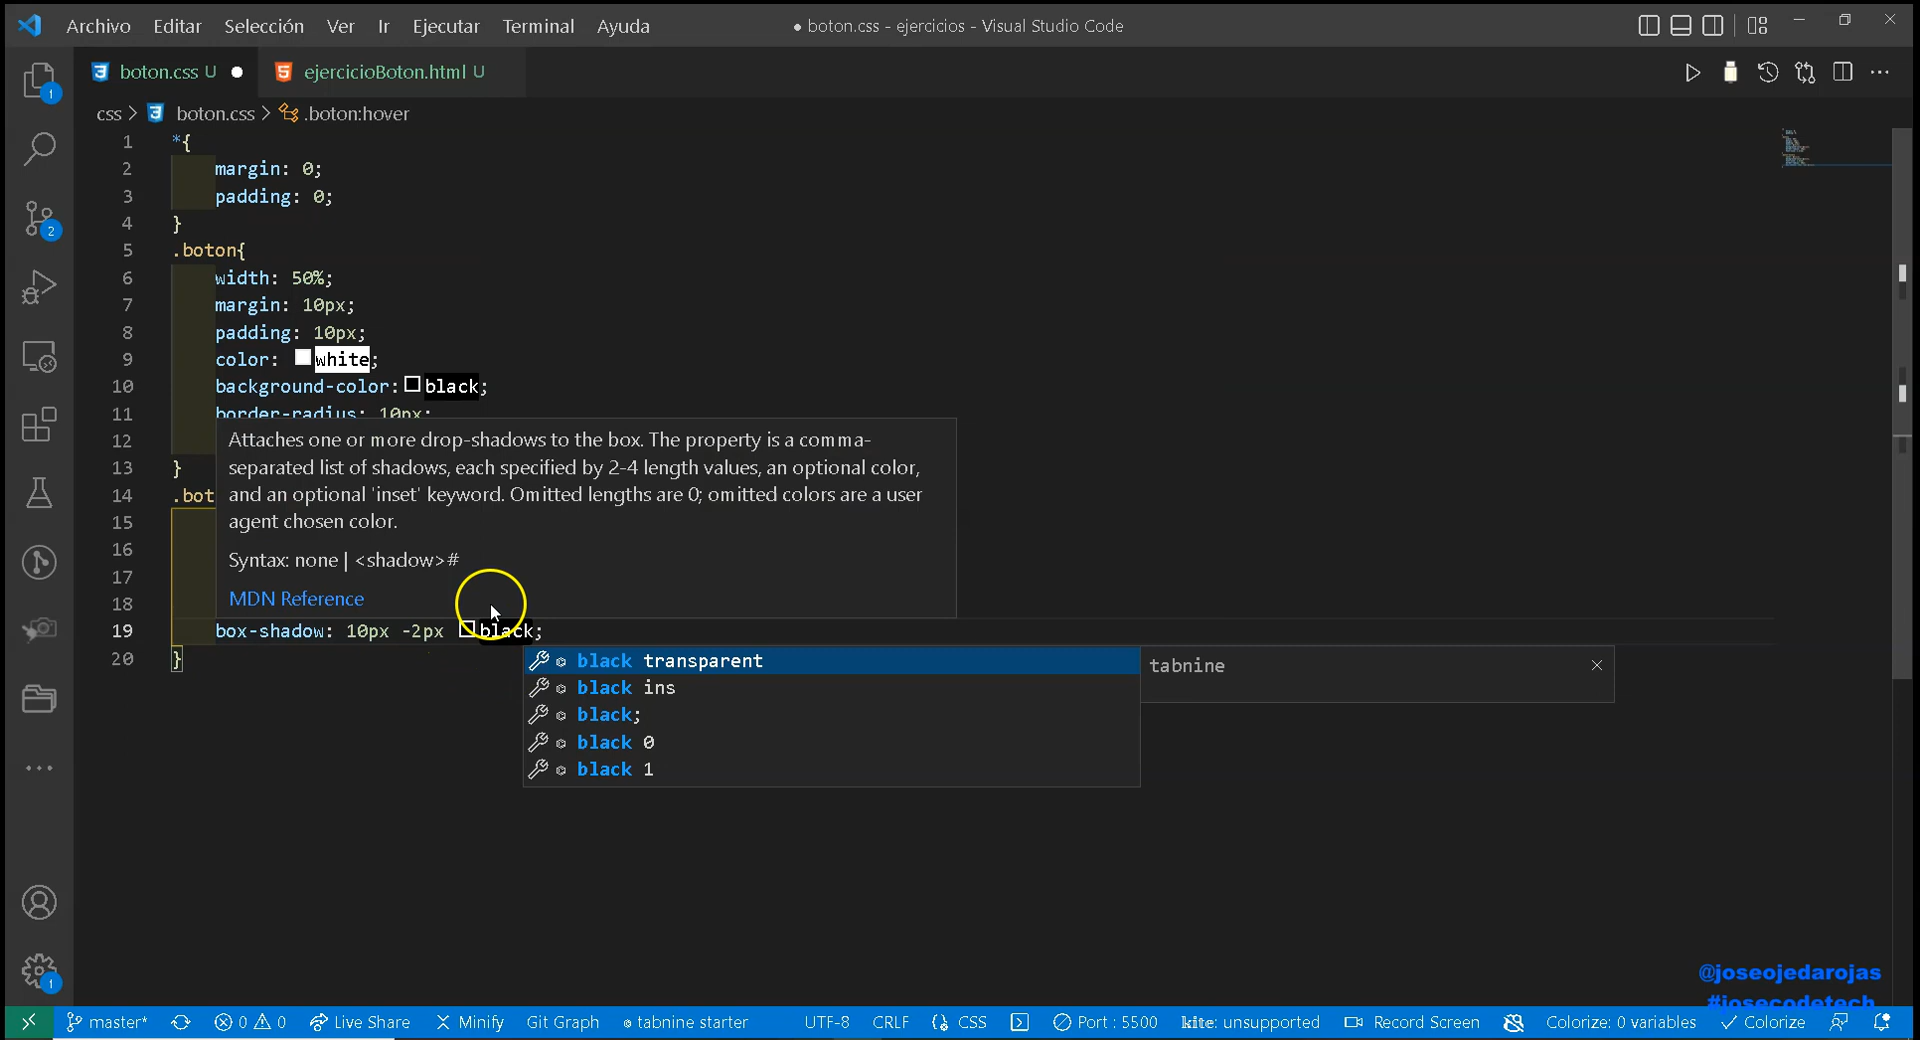 Archivo Editar Selección Ver Ir Ejecutar Terminal Ayuda
● boton.css - ejercicios - Visual Studio Code
boton.css U ●
ejercicioBoton.html U
css > boton.css > .boton:hover
1 *{
2 margin: 0;
3 padding: 0;
4 }
5 .boton{
6 width: 50%;
7 margin: 10px;
8 padding: 10px;
9 color: white;
10 background-color: black;
11 border-radius: 10px;
12
13 }
14 .bot
15
16
17
18
Attaches one or more drop-shadows to the box. The property is a comma-
separated list of shadows, each specified by 2-4 length values, an optional color,
and an optional 'inset' keyword. Omitted lengths are 0; omitted colors are a user
agent chosen color.
Syntax: none | <shadow>#
MDN Reference
19 box-shadow: 10px -2px black;
20 }
black transparent
black ins
black;
black 0
black 1
tabnine
1
2
1
@joseojedarojas
#josecodetech
master* 0 0 Live Share Minify Git Graph tabnine starter UTF-8 CRLF {} CSS Port : 5500 kite: unsupported Record Screen Colorize: 0 variables Colorize